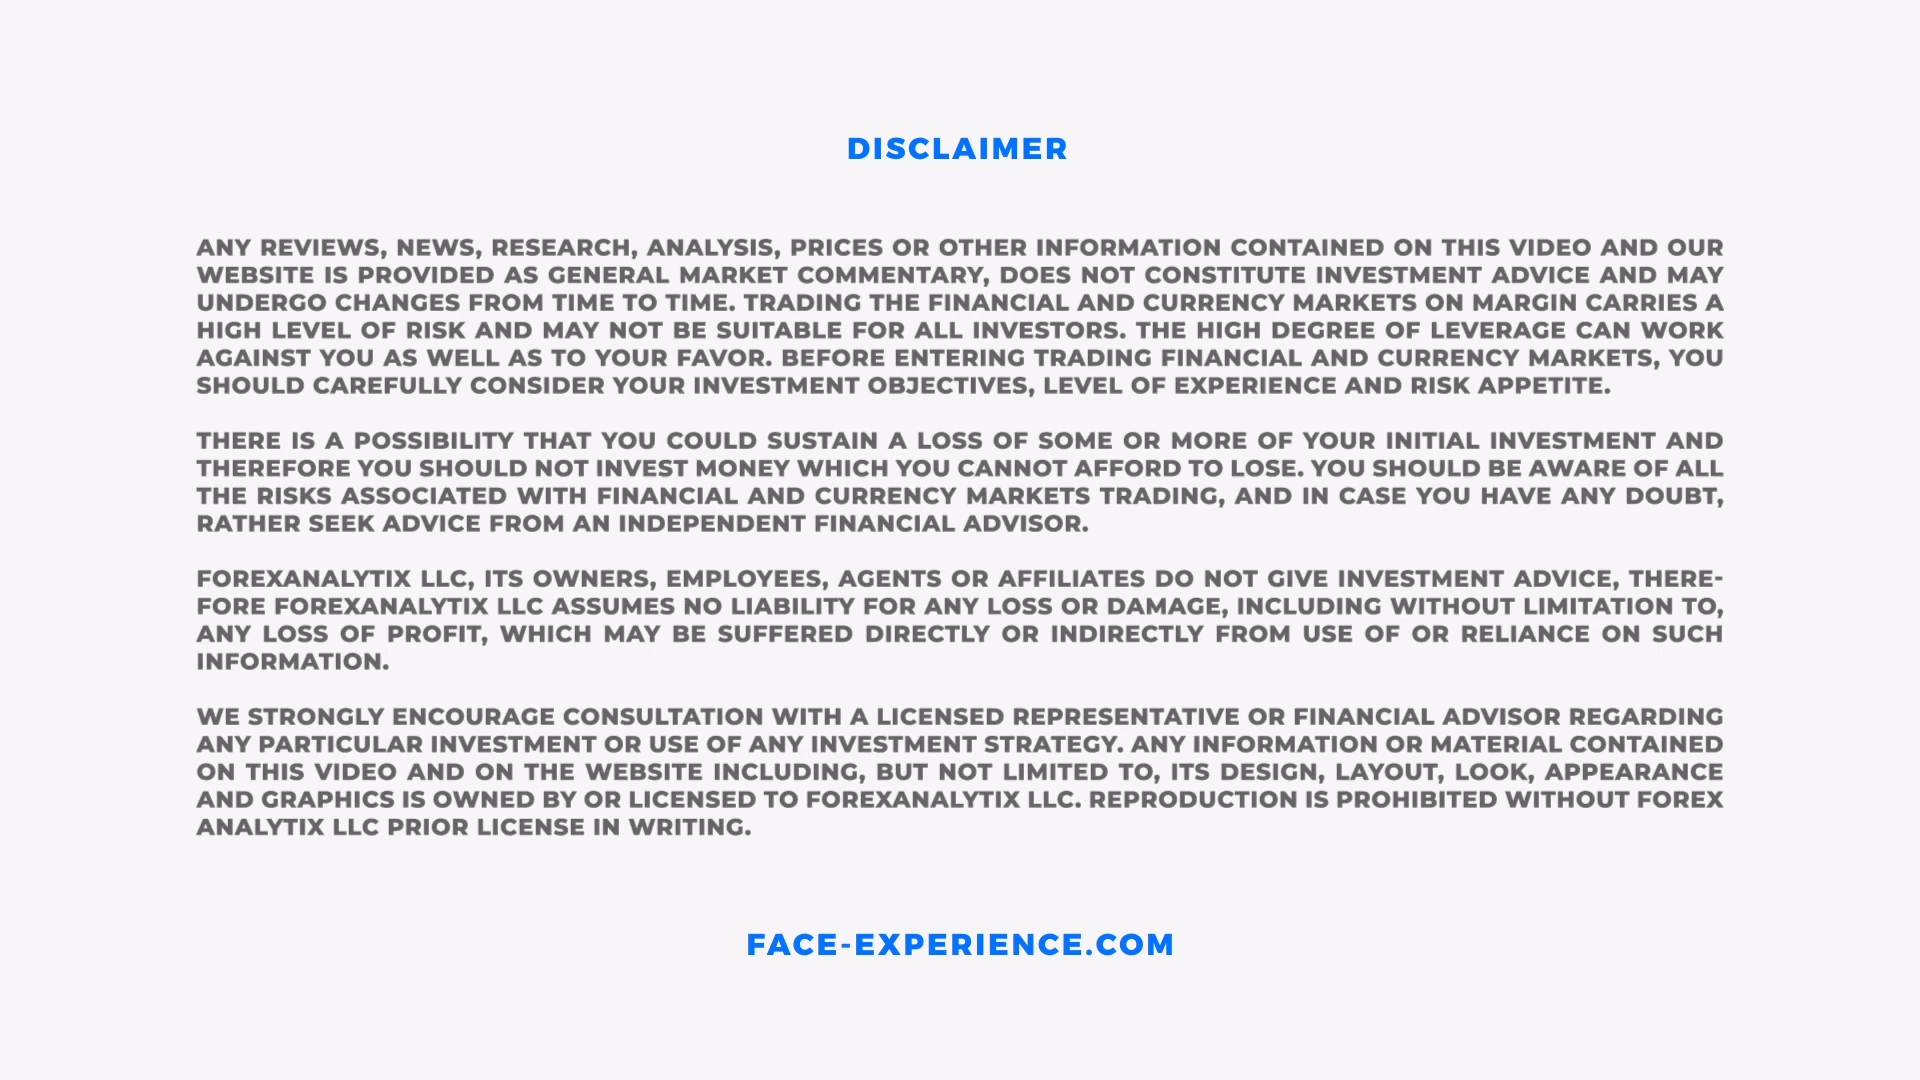 DISCLAIMER
ANY REVIEWS, NEWS, RESEARCH, ANALYSIS, PRICES OR OTHER INFORMATION CONTAINED ON THIS VIDEO AND OUR
WEBSITE IS PROVIDED AS GENERAL MARKET COMMENTARY, DOES NOT CONSTITUTE INVESTMENT ADVICE AND MAY
UNDERGO CHANGES FROM TIME TO TIME. TRADING THE FINANCIAL AND CURRENCY MARKETS ON MARGIN CARRIES A
HIGH LEVEL OF RISK AND MAY NOT BE SUITABLE FOR ALL INVESTORS. THE HIGH DEGREE OF LEVERAGE CAN WORK
AGAINST YOU AS WELL AS TO YOUR FAVOR. BEFORE ENTERING TRADING FINANCIAL AND CURRENCY MARKETS, YOU
SHOULD CAREFULLY CONSIDER YOUR INVESTMENT OBJECTIVES, LEVEL OF EXPERIENCE AND RISK APPETITE.
THERE IS A POSSIBILITY THAT YOU COULD SUSTAIN A LOSS OF SOME OR MORE OF YOUR INITIAL INVESTMENT AND
THEREFORE YOU SHOULD NOT INVEST MONEY WHICH YOU CANNOT AFFORD TO LOSE. YOU SHOULD BE AWARE OF ALL
THE RISKS ASSOCIATED WITH FINANCIAL AND CURRENCY MARKETS TRADING, AND IN CASE YOU HAVE ANY DOUBT,
RATHER SEEK ADVICE FROM AN INDEPENDENT FINANCIAL ADVISOR.
FOREXANALYTIX LLC, ITS OWNERS, EMPLOYEES, AGENTS OR AFFILIATES DO NOT GIVE INVESTMENT ADVICE, THERE-
FORE FOREXANALYTIX LLC ASSUMES NO LIABILITY FOR ANY LOSS OR DAMAGE, INCLUDING WITHOUT LIMITATION TO,
ANY LOSS OF PROFIT, WHICH MAY BE SUFFERED DIRECTLY OR INDIRECTLY FROM USE OF OR RELIANCE ON SUCH
INFORMATION.
WE STRONGLY ENCOURAGE CONSULTATION WITH A LICENSED REPRESENTATIVE OR FINANCIAL ADVISOR REGARDING
ANY PARTICULAR INVESTMENT OR USE OF ANY INVESTMENT STRATEGY. ANY INFORMATION OR MATERIAL CONTAINED
ON THIS VIDEO AND ON THE WEBSITE INCLUDING, BUT NOT LIMITED TO, ITS DESIGN, LAYOUT, LOOK, APPEARANCE
AND GRAPHICS IS OWNED BY OR LICENSED TO FOREXANALYTIX LLC. REPRODUCTION IS PROHIBITED WITHOUT FOREX
ANALYTIX LLC PRIOR LICENSE IN WRITING.
FACE-EXPERIENCE.COM